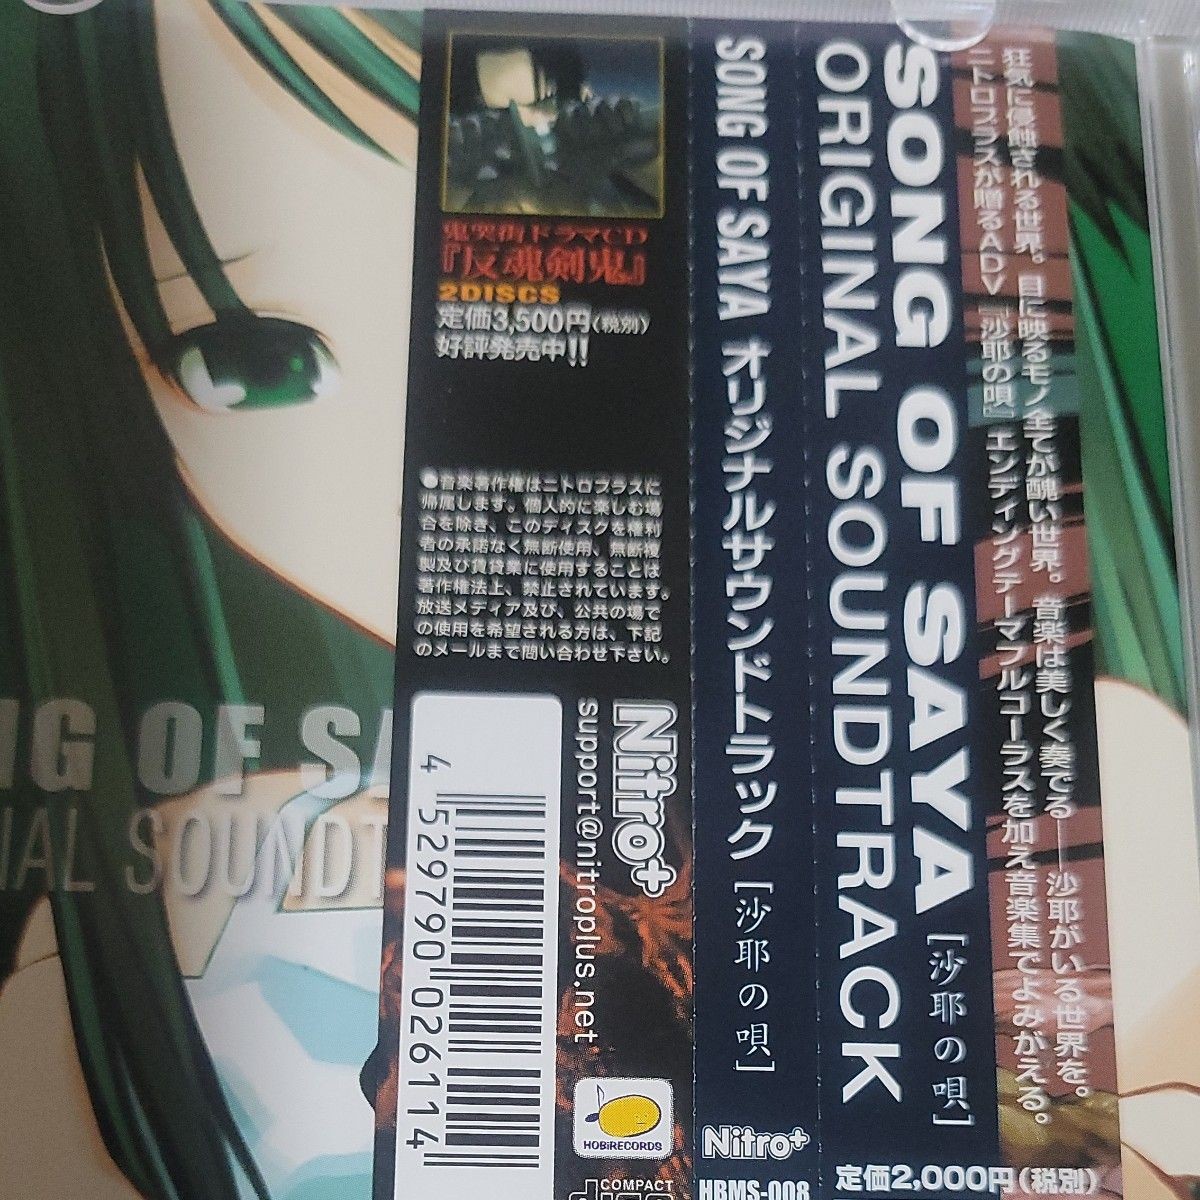 狂気に侵蝕される世界。目に映るモノ全てが醜い世界。音楽は美しく奏でる——沙耶がいる世界を。
ニトロプラスが贈るADV『沙耶の唄』エンディングテーマフルコーラスを加え音楽集でよみがえる。
SONG OF SAYA [沙耶の唄]
ORIGINAL SOUNDTRACK
定価2,000円(税別)
SONG OF SAYA オリジナルサウンドトラック [沙耶の唄]
Nitro+
HBMS-008
鬼哭街ドラマCD
『反魂剣鬼』
2DISCS
定価3,500円(税別)
好評発売中!!
●音楽著作権はニトロプラスに
帰属します。個人的に楽しむ場
合を除き、このディスクを権利
者の承諾なく無断使用、無断複
製及び賃貸業に使用することは
著作権法上、禁止されています。
放送メディア及び、公共の場で
の使用を希望される方は、下記
のメールまで問い合わせ下さい。
Nitro+
support@nitroplus.net
4 529790 026114
HOBiRECORDS
COMPACT
NG OF SA
NAL SOUNDT